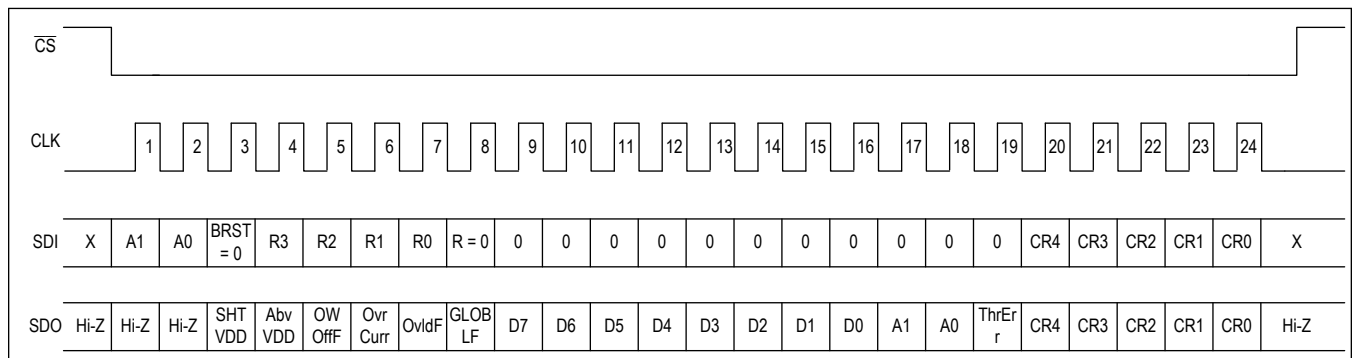 CS
CLK 1 2 3 4 5 6 7 8 9 10 11 12 13 14 15 16 17 18 19 20 21 22 23 24
SDI X A1 A0 BRST = 0 R3 R2 R1 R0 R = 0 0 0 0 0 0 0 0 0 0 0 0 CR4 CR3 CR2 CR1 CR0 X
SDO Hi-Z Hi-Z Hi-Z SHT VDD Abv VDD OW OffF Ovr Curr OvldF GLOB LF D7 D6 D5 D4 D3 D2 D1 D0 A1 A0 ThrEr r CR4 CR3 CR2 CR1 CR0 Hi-Z